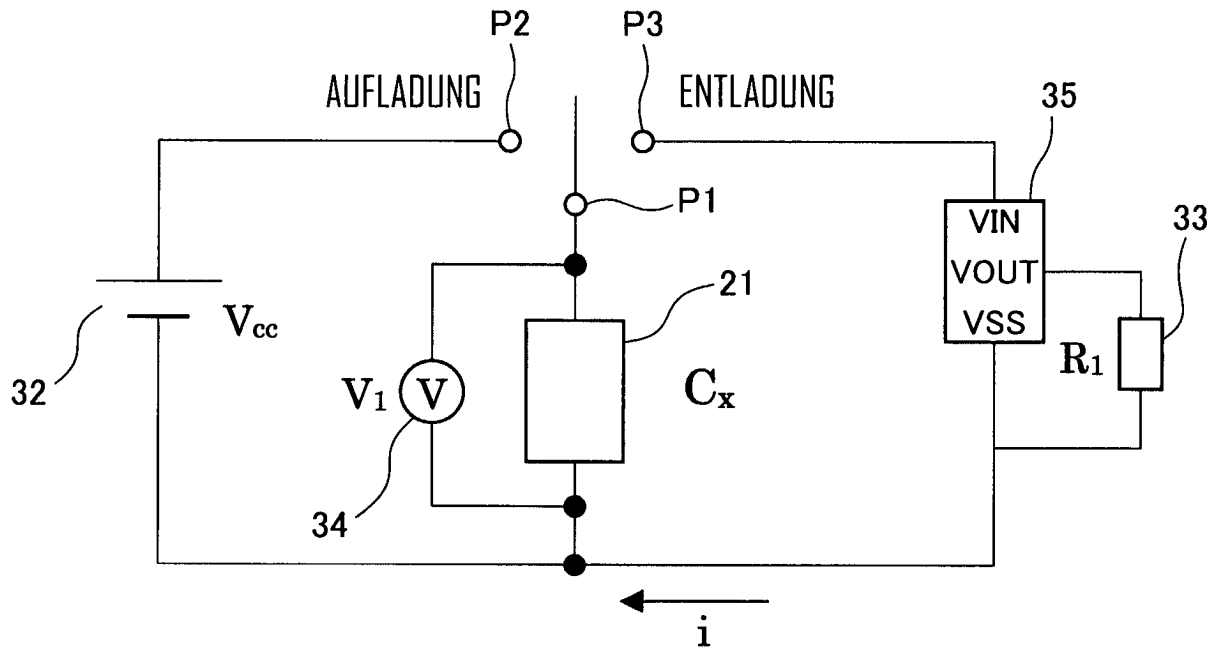 P2
P3
AUFLADUNG
ENTLADUNG
35
P1
VIN
VOUT
VSS
33
21
Vcc
32
V1
V
Cx
R1
34
i